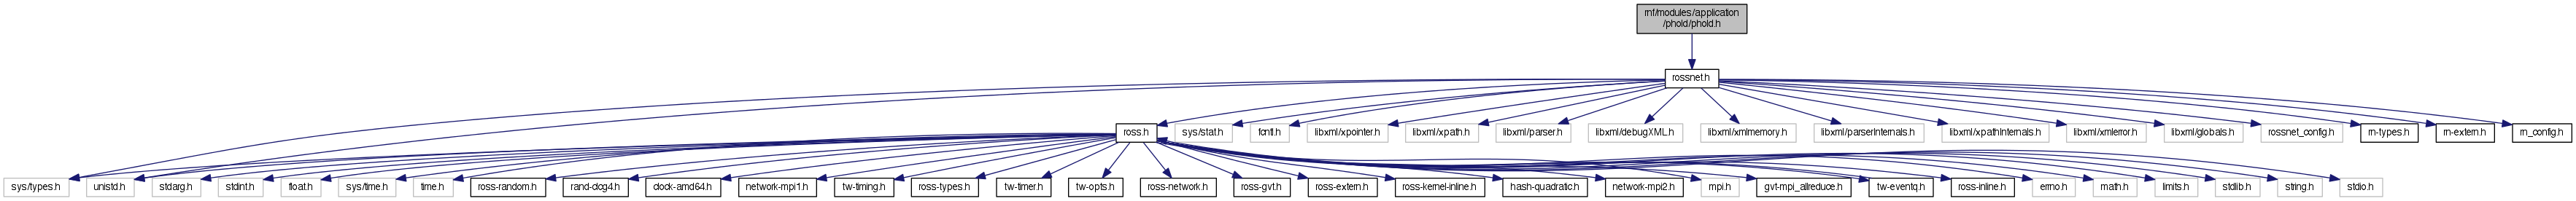 rnf/modules/application
/phold/phold.h
rossnet.h
ross.h
sys/stat.h
fcntl.h
libxml/xpointer.h
libxml/xpath.h
libxml/parser.h
libxml/debugXML.h
libxml/xmlmemory.h
libxml/parserInternals.h
libxml/xpathInternals.h
libxml/xmlerror.h
libxml/globals.h
rossnet_config.h
rn-types.h
rn-extern.h
rn_config.h
sys/types.h
unistd.h
stdarg.h
stdint.h
float.h
sys/time.h
time.h
ross-random.h
rand-clcg4.h
clock-amd64.h
network-mpi1.h
tw-timing.h
ross-types.h
tw-timer.h
tw-opts.h
ross-network.h
ross-gvt.h
ross-extern.h
ross-kernel-inline.h
hash-quadratic.h
network-mpi2.h
mpi.h
gvt-mpi_allreduce.h
tw-eventq.h
ross-inline.h
errno.h
math.h
limits.h
stdlib.h
string.h
stdio.h